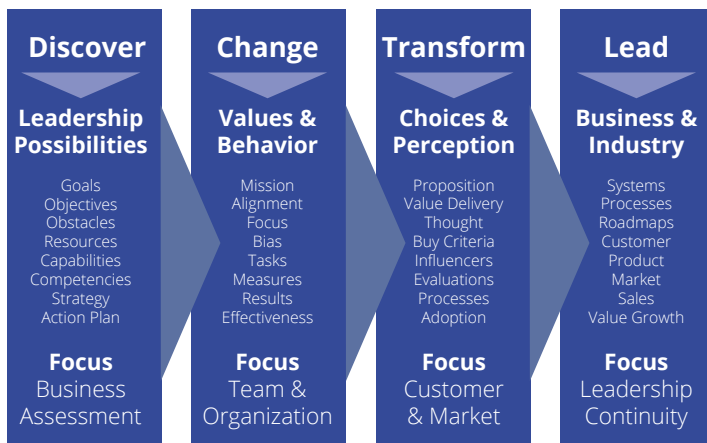 Discover
Leadership
Possibilities
Goals
Objectives
Obstacles
Resources
Capabilities
Competencies
Strategy
Action Plan
Focus
Business
Assessment
Change
Values &
Behavior
Mission
Alignment
Focus
Bias
Tasks
Measures
Results
Effectiveness
Focus
Team &
Organization
Transform
Choices &
Perception
Proposition
Value Delivery
Thought
Buy Criteria
Influencers
Evaluations
Processes
Adoption
Focus
Customer
& Market
Lead
Business &
Industry
Systems
Processes
Roadmaps
Customer
Product
Market
Sales
Value Growth
Focus
Leadership
Continuity